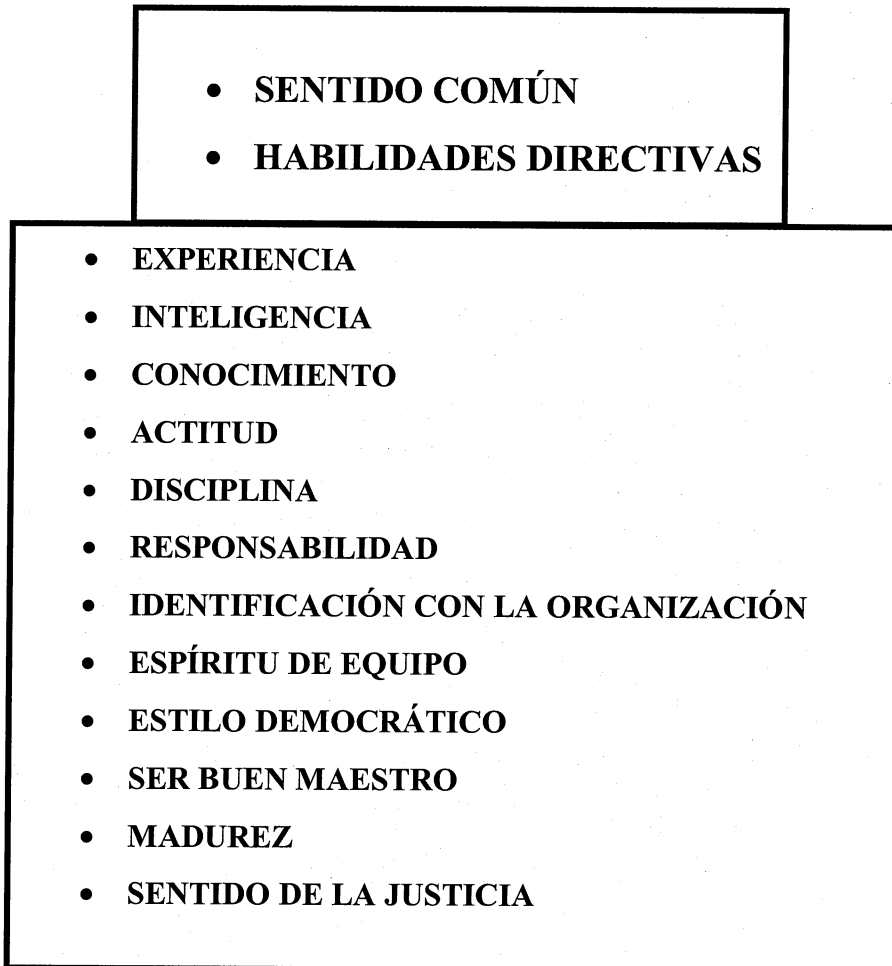 • SENTIDO COMÚN
• HABILIDADES DIRECTIVAS
• EXPERIENCIA
• INTELIGENCIA
• CONOCIMIENTO
• ACTITUD
• DISCIPLINA
• RESPONSABILIDAD
• IDENTIFICACIÓN CON LA ORGANIZACIÓN
• ESPÍRITU DE EQUIPO
• ESTILO DEMOCRÁTICO
• SER BUEN MAESTRO
• MADUREZ
• SENTIDO DE LA JUSTICIA